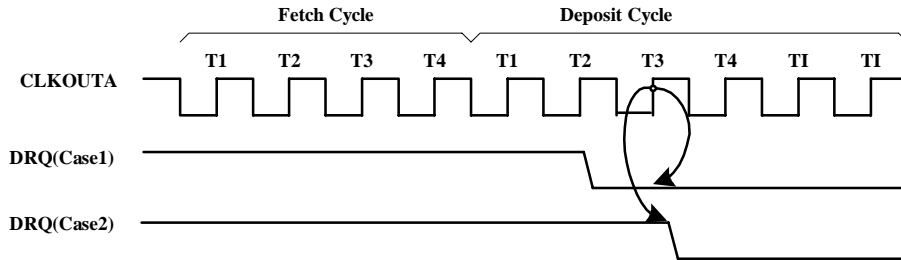 Fetch Cycle Deposit Cycle
T1 T2 T3 T4 T1 T2 T3 T4 TI TI
CLKOUTA
DRQ(Case1)
DRQ(Case2)